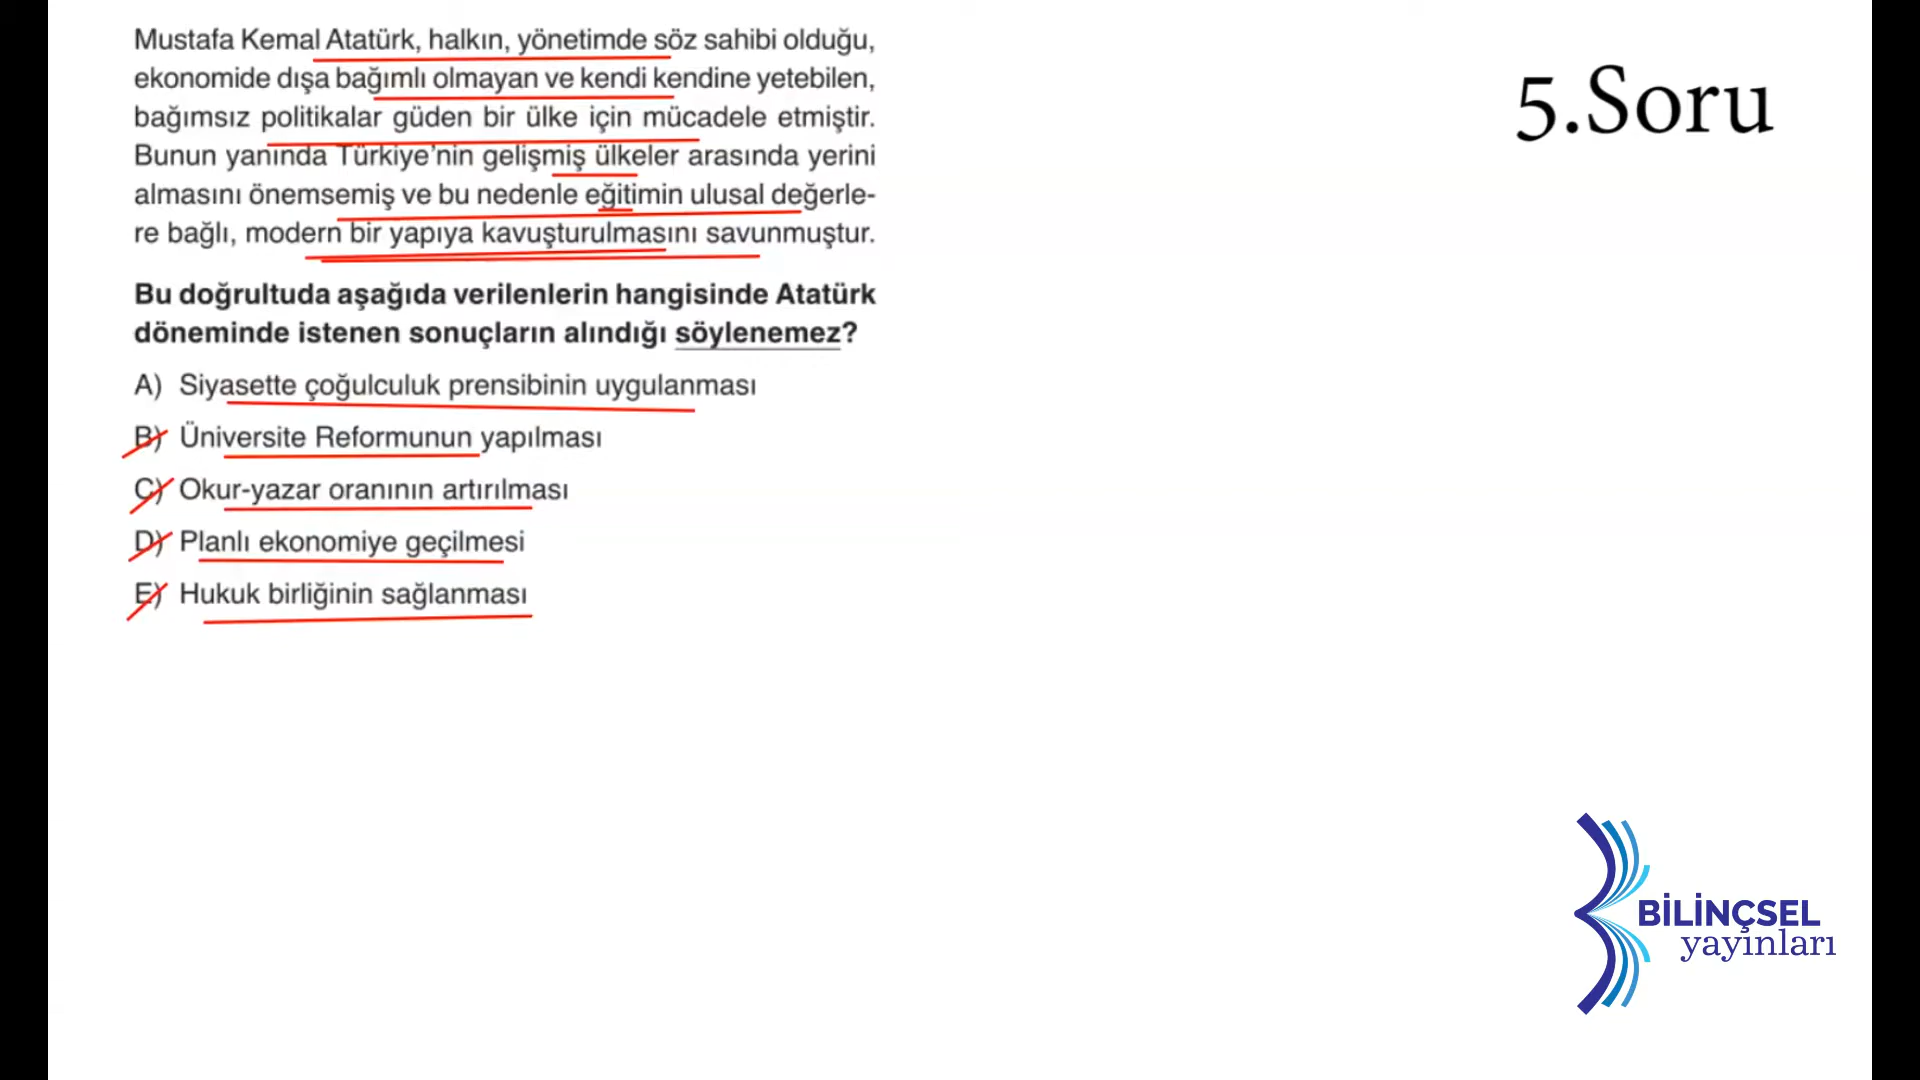 Mustafa Kemal Atatürk, halkın, yönetimde söz sahibi olduğu,
ekonomide dışa bağımlı olmayan ve kendi kendine yetebilen,
bağımsız politikalar güden bir ülke için mücadele etmiştir.
Bunun yanında Türkiye'nin gelişmiş ülkeler arasında yerini
almasını önemsemiş ve bu nedenle eğitimin ulusal değerle-
re bağlı, modern bir yapıya kavuşturulmasını savunmuştur.
Bu doğrultuda aşağıda verilenlerin hangisinde Atatürk
döneminde istenen sonuçların alındığı söylenemez?
A) Siyasette çoğulculuk prensibinin uygulanması
B) Üniversite Reformunun yapılması
C) Okur-yazar oranının artırılması
D) Planlı ekonomiye geçilmesi
E) Hukuk birliğinin sağlanması
5.Soru
BİLİNÇSEL
yayınları